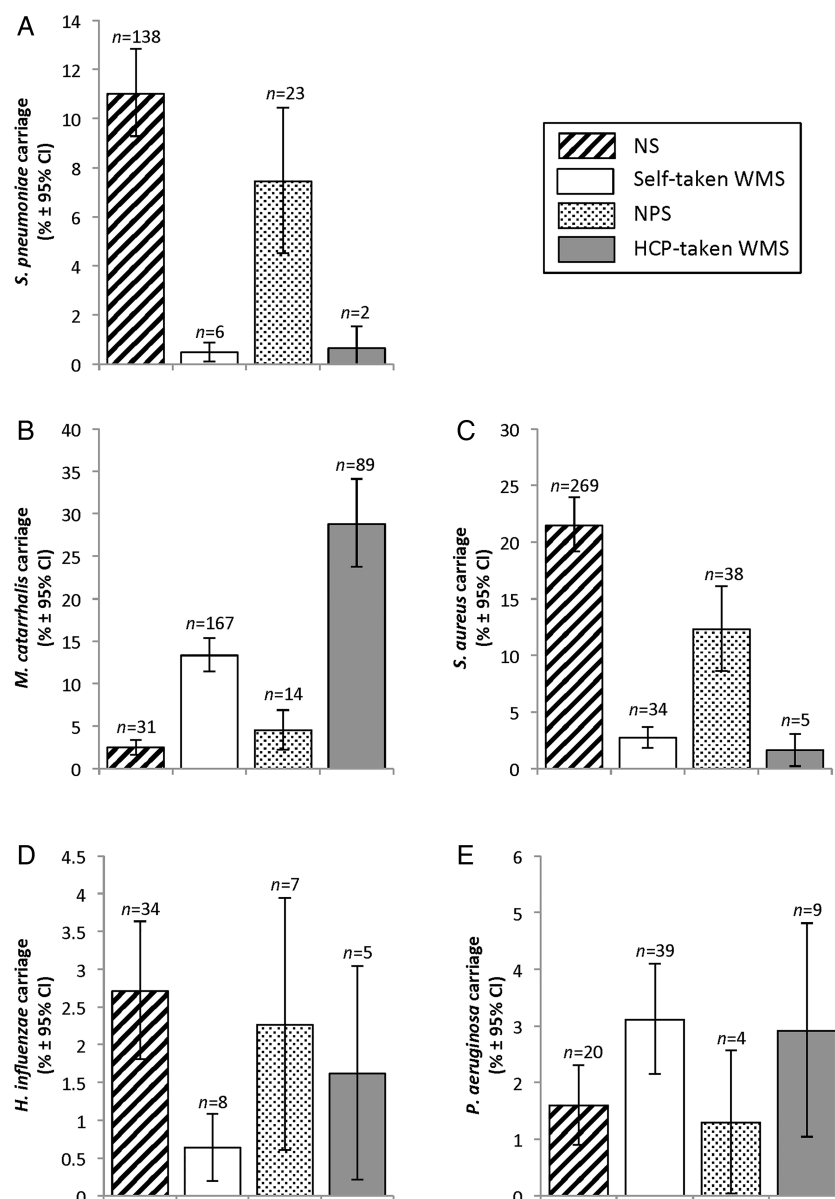 A
S. pneumoniae carriage
(% ± 95% CI)
14
12
10
8
6
4
2
0
n=138
n=6
n=23
n=2
NS
Self-taken WMS
NPS
HCP-taken WMS
B
M. catarrhalis carriage
(% ± 95% CI)
40
35
30
25
20
15
10
5
0
n=31
n=167
n=14
n=89
C
S. aureus carriage
(% ± 95% CI)
30
25
20
15
10
5
0
n=269
n=34
n=38
n=5
D
H. influenzae carriage
(% ± 95% CI)
4.5
4
3.5
3
2.5
2
1.5
1
0.5
0
n=34
n=8
n=7
n=5
E
P. aeruginosa carriage
(% ± 95% CI)
6
5
4
3
2
1
0
n=20
n=39
n=4
n=9